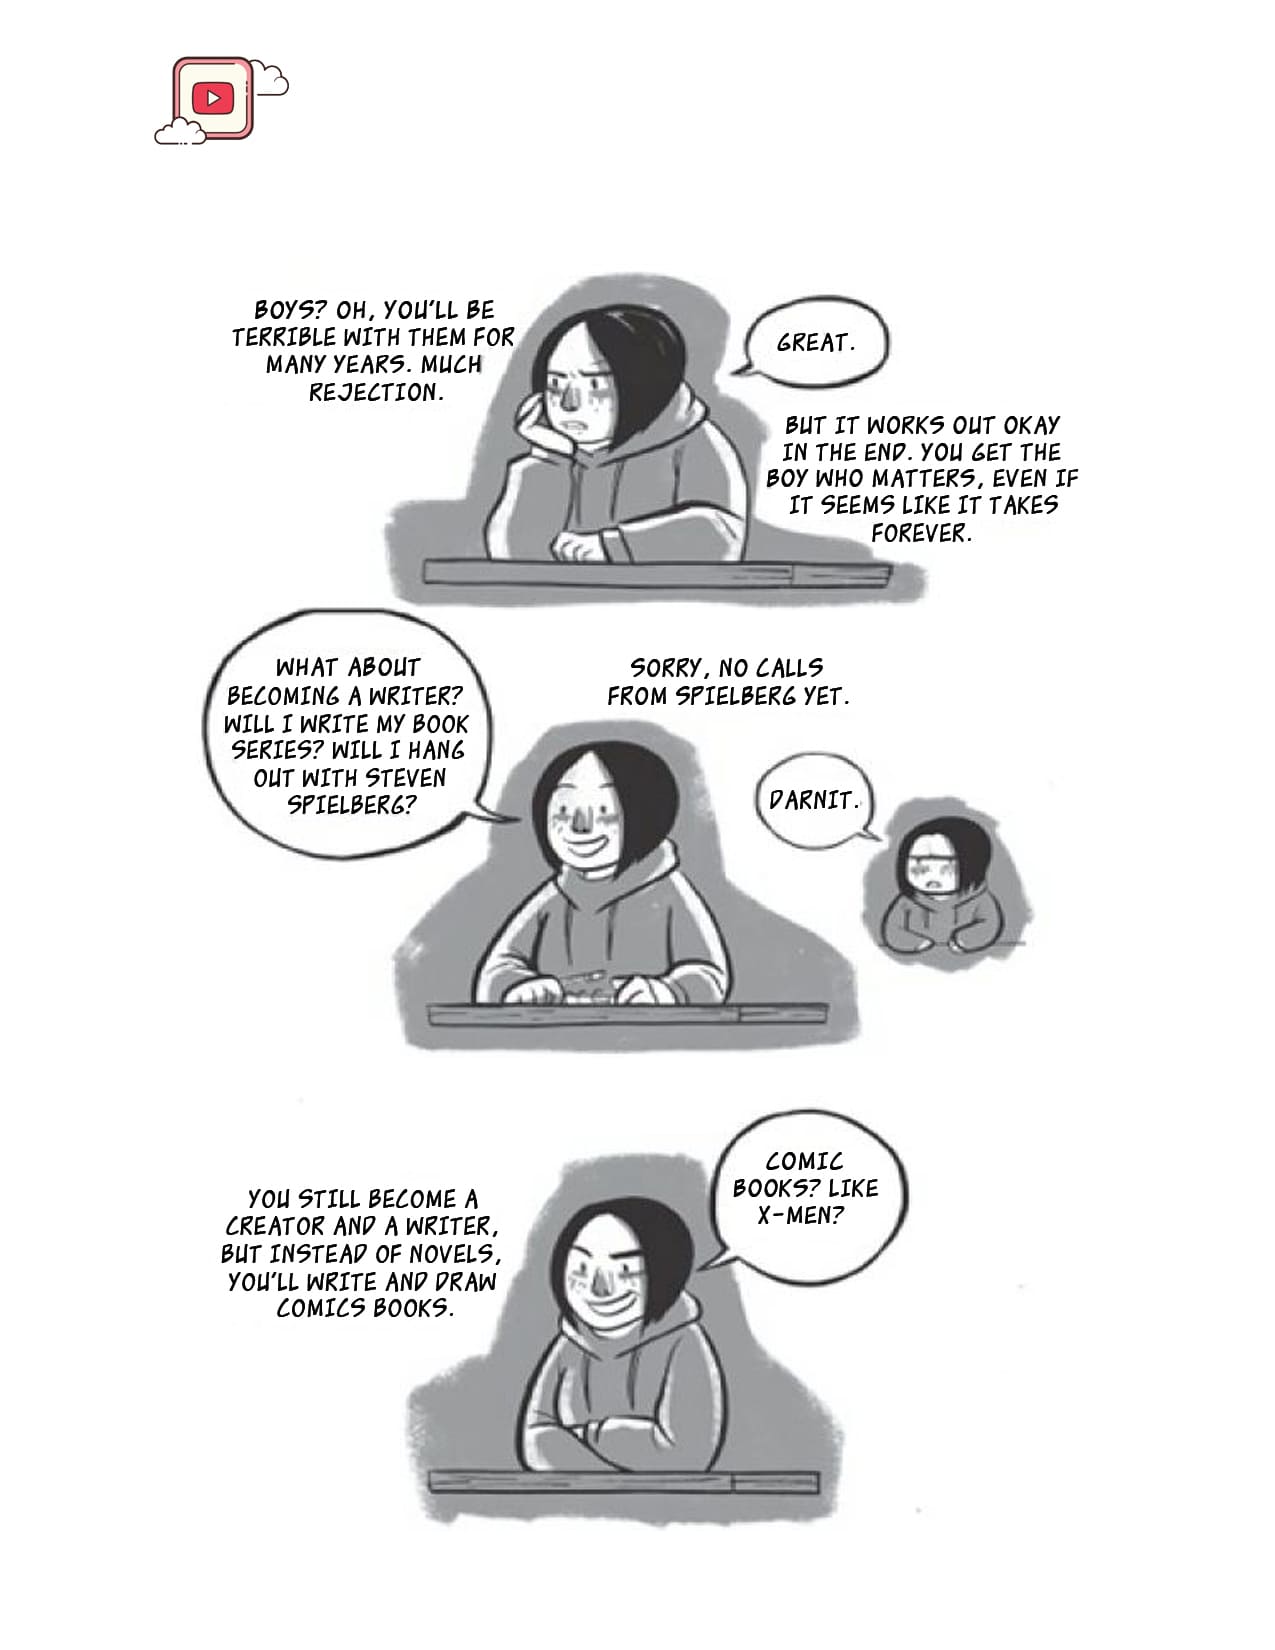 BOYS? OH, YOU'LL BE
TERRIBLE WITH THEM FOR
MANY YEARS. MUCH
REJECTION.
GREAT.
BUT IT WORKS OUT OKAY
IN THE END. YOU GET THE
BOY WHO MATTERS, EVEN IF
IT SEEMS LIKE IT TAKES
FOREVER.
WHAT ABOUT
BECOMING A WRITER?
WILL I WRITE MY BOOK
SERIES? WILL I HANG
OUT WITH STEVEN
SPIELBERG?
SORRY, NO CALLS
FROM SPIELBERG YET.
DARNIT.
YOU STILL BECOME A
CREATOR AND A WRITER,
BUT INSTEAD OF NOVELS,
YOU'LL WRITE AND DRAW
COMICS BOOKS.
COMIC
BOOKS? LIKE
X-MEN?